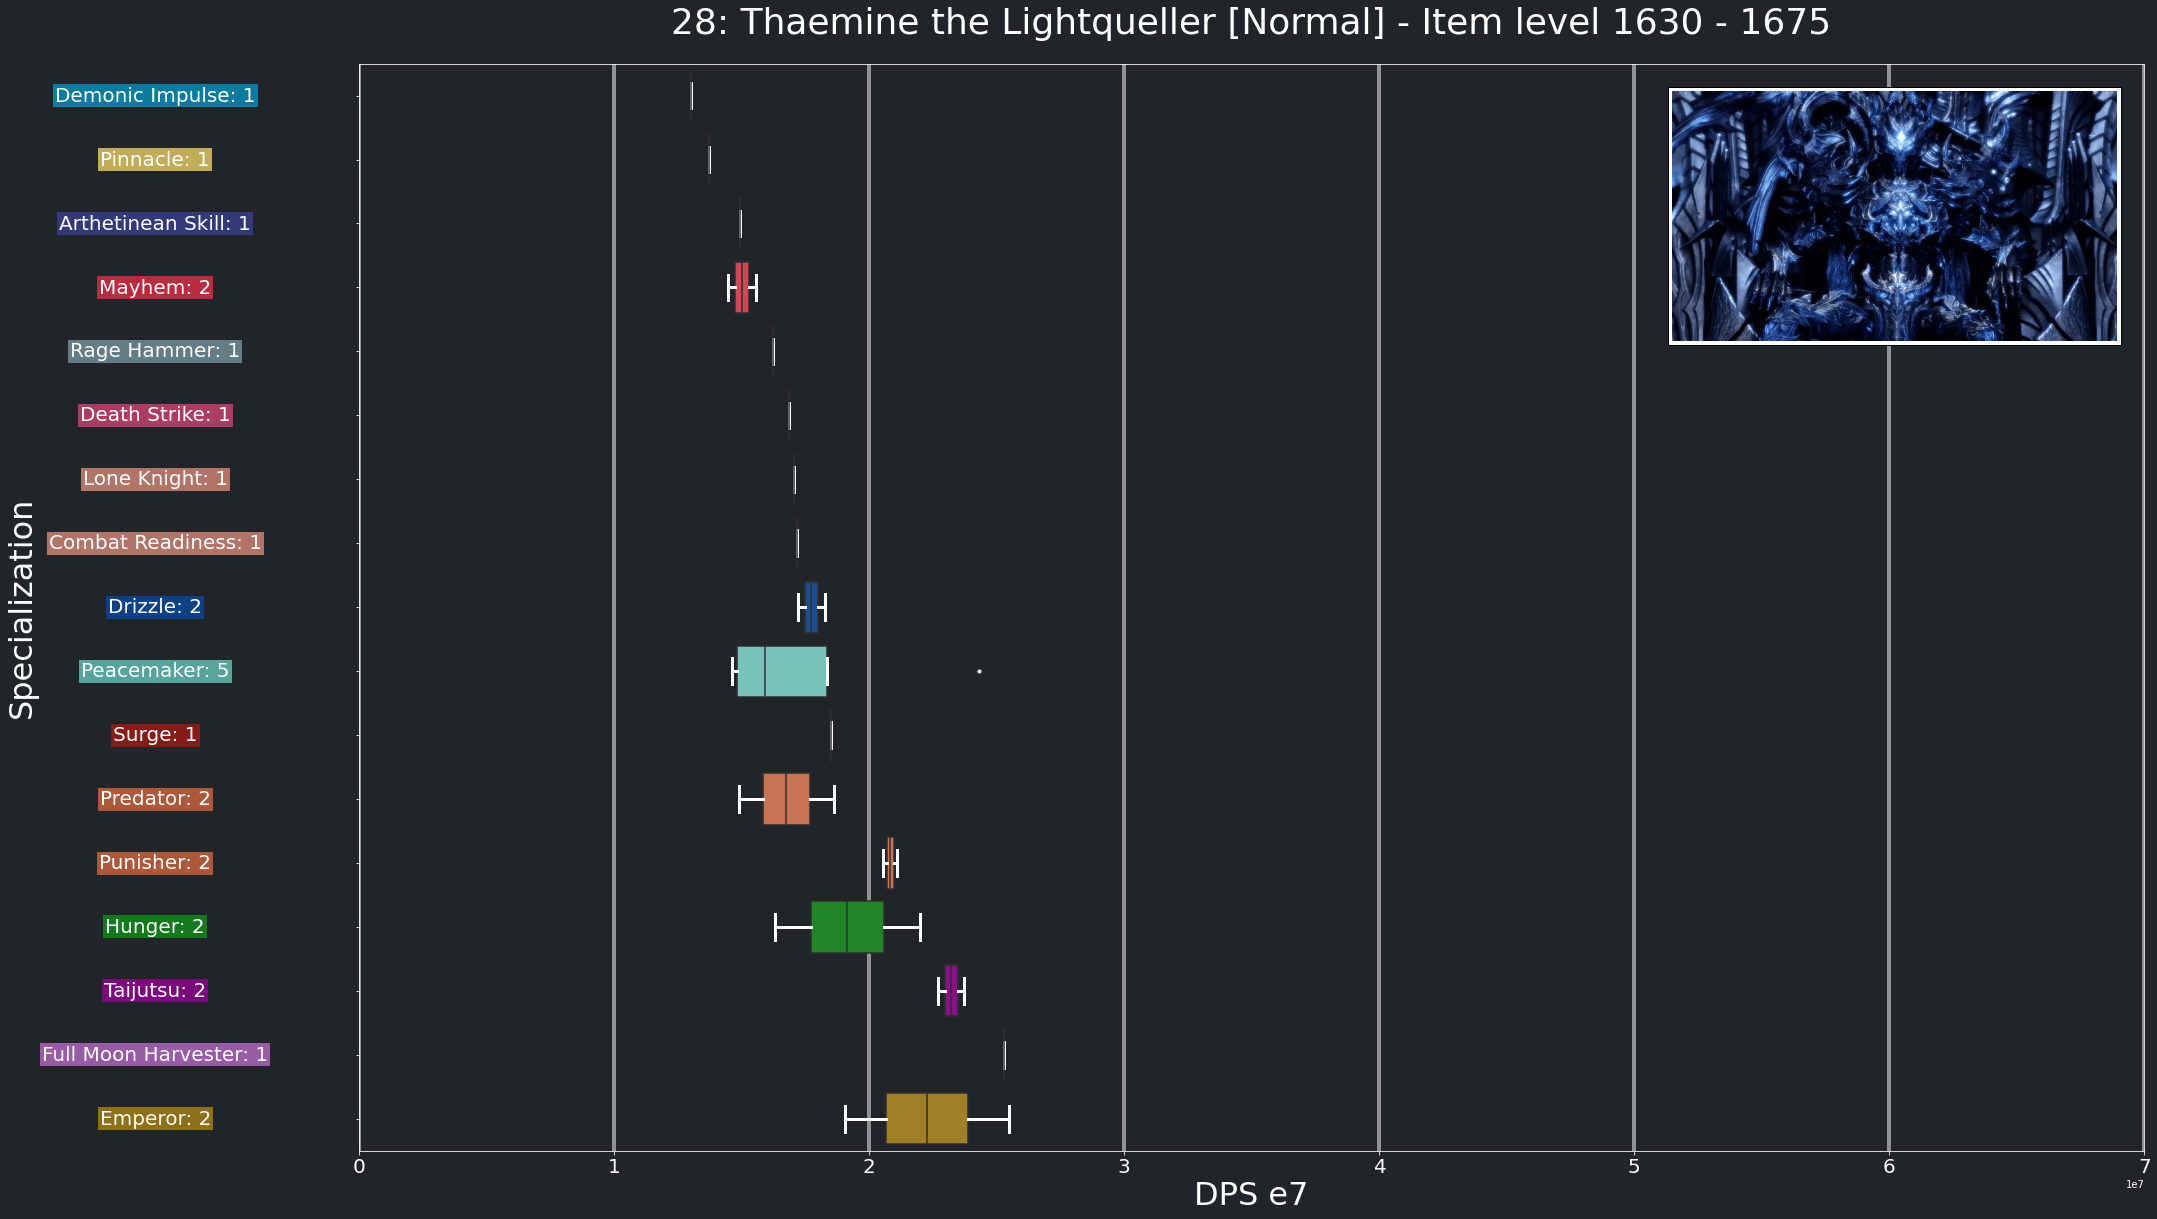 28: Thaemine the Lightqueller [Normal] - Item level 1630 - 1675
Specialization
Demonic Impulse: 1
Pinnacle: 1
Arthetinean Skill: 1
Mayhem: 2
Rage Hammer: 1
Death Strike: 1
Lone Knight: 1
Combat Readiness: 1
Drizzle: 2
Peacemaker: 5
Surge: 1
Predator: 2
Punisher: 2
Hunger: 2
Taijutsu: 2
Full Moon Harvester: 1
Emperor: 2
0 1 2 3 4 5 6 7
1e7
DPS e7